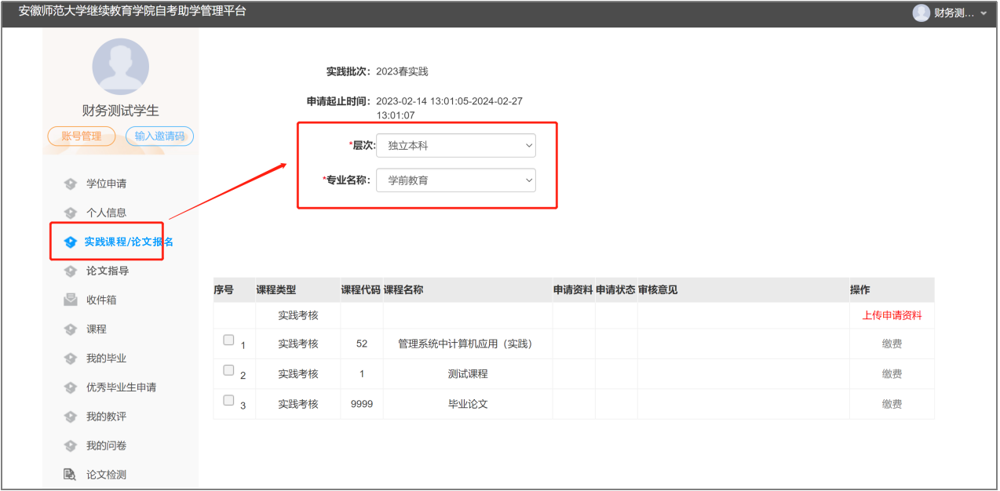 安徽师范大学继续教育学院自考助学管理平台
财务测...
财务测试学生
账号管理 输入邀请码
学位申请
个人信息
实践课程/论文报名
论文指导
收件箱
课程
我的毕业
优秀毕业生申请
我的教评
我的问卷
论文检测
实践批次： 2023春实践
申请起止时间： 2023-02-14 13:01:05-2024-02-27
13:01:07
*层次: 独立本科
*专业名称： 学前教育
序号 课程类型 课程代码 课程名称 申请资料 申请状态 审核意见 操作
实践考核 上传申请资料
1 实践考核 52 管理系统中计算机应用（实践） 缴费
2 实践考核 1 测试课程 缴费
3 实践考核 9999 毕业论文 缴费